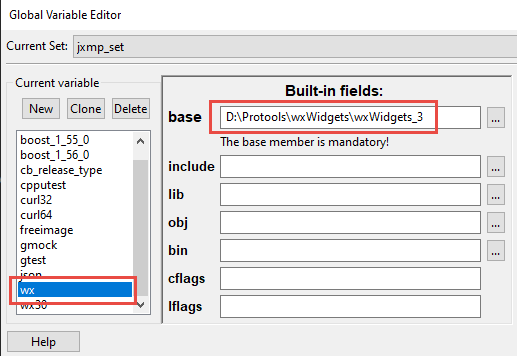 Global Variable Editor
Current Set: jxmp_set
Current variable
New Clone Delete
boost_1_55_0
boost_1_56_0
cb_release_type
cpputest
curl32
curl64
freeimage
gmock
gtest
json
wx
wx30
Built-in fields:
base D:\Protools\wxWidgets\wxWidgets_3 ...
The base member is mandatory!
include ...
lib ...
obj ...
bin ...
cflags
lflags
Help